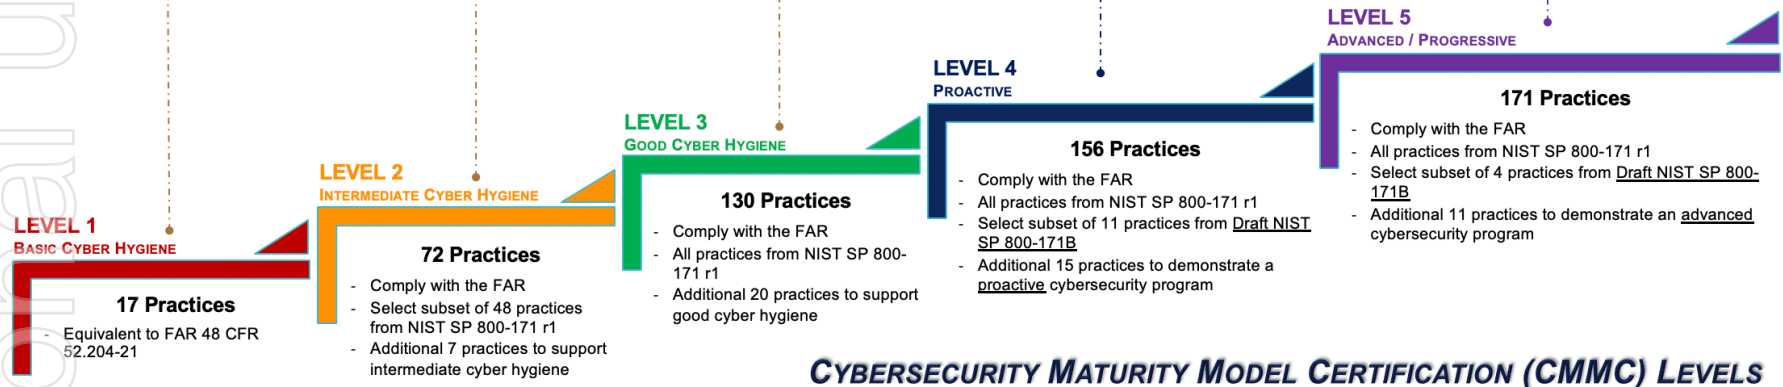 LEVEL 1
BASIC CYBER HYGIENE
17 Practices
- Equivalent to FAR 48 CFR
52.204-21
LEVEL 2
INTERMEDIATE CYBER HYGIENE
72 Practices
- Comply with the FAR
- Select subset of 48 practices
from NIST SP 800-171 r1
- Additional 7 practices to support
intermediate cyber hygiene
LEVEL 3
GOOD CYBER HYGIENE
130 Practices
- Comply with the FAR
- All practices from NIST SP 800-
171 r1
- Additional 20 practices to support
good cyber hygiene
LEVEL 4
PROACTIVE
156 Practices
- Comply with the FAR
- All practices from NIST SP 800-171 r1
- Select subset of 11 practices from Draft NIST
SP 800-171B
- Additional 15 practices to demonstrate a
proactive cybersecurity program
LEVEL 5
ADVANCED / PROGRESSIVE
171 Practices
- Comply with the FAR
- All practices from NIST SP 800-171 r1
- Select subset of 4 practices from Draft NIST SP 800-
171B
- Additional 11 practices to demonstrate an advanced
cybersecurity program
CYBERSECURITY MATURITY MODEL CERTIFICATION (CMMC) LEVELS